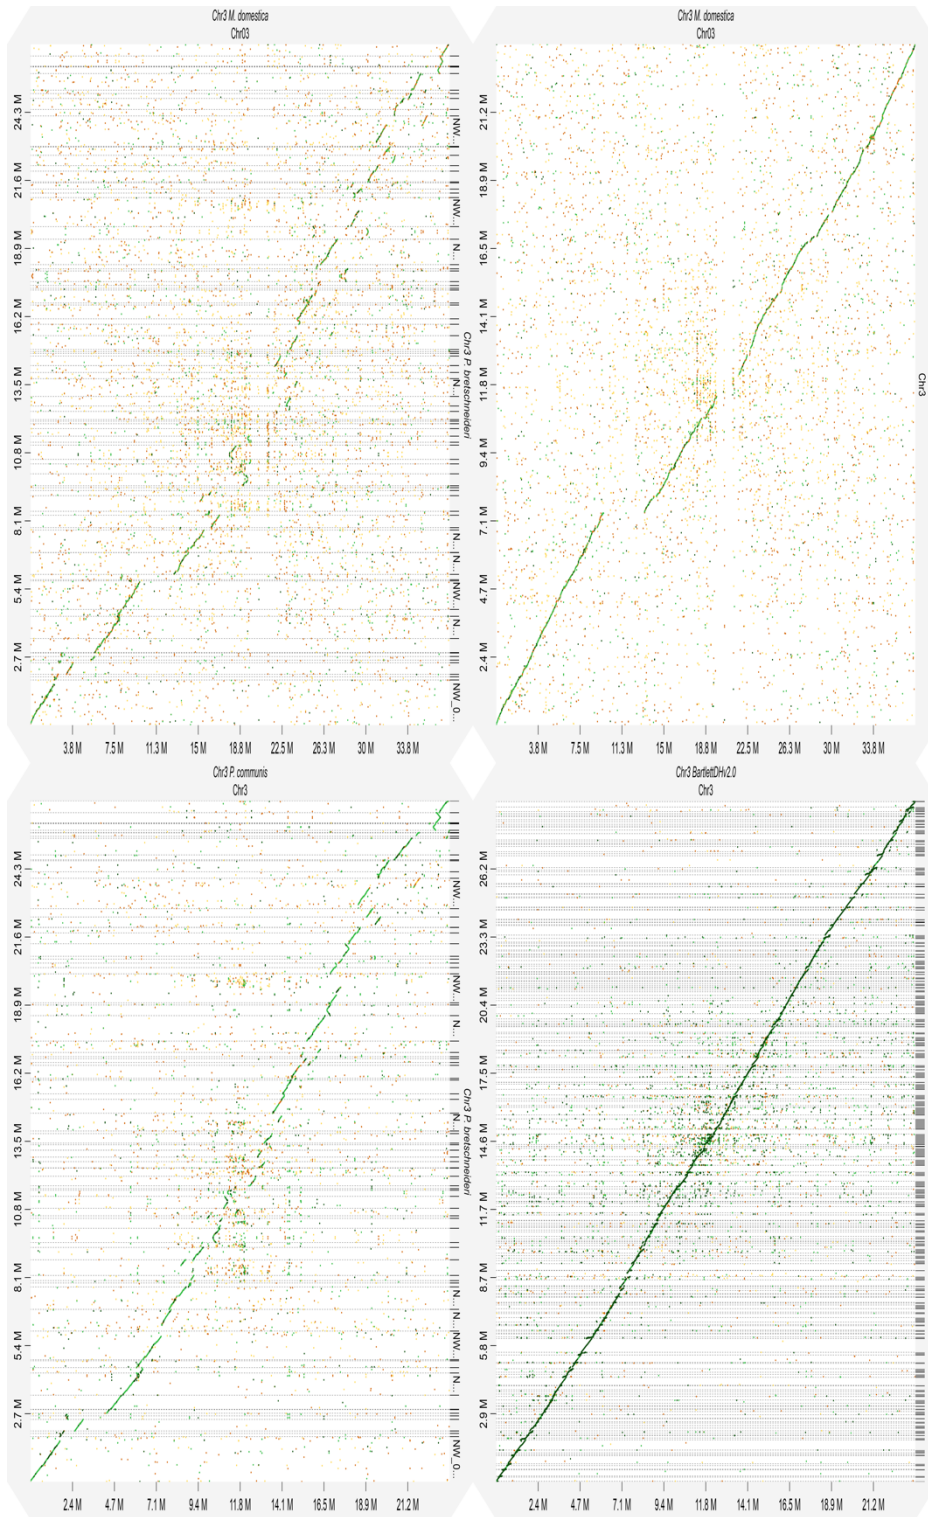 Chr3 M. domestica
Chr03
24.3 M
21.6 M
18.9 M
16.2 M
13.5 M
10.8 M
8.1 M
5.4 M
2.7 M
NW...
NW...
N...
N...
N...
N...
NW...
N...
NW_0...
Chr3 P. bretschneideri
3.8 M 7.5 M 11.3 M 15 M 18.8 M 22.5 M 26.3 M 30 M 33.8 M
Chr3 M. domestica
Chr03
21.2 M
18.9 M
16.5 M
14.1 M
11.8 M
9.4 M
7.1 M
4.7 M
2.4 M
Chr3
3.8 M 7.5 M 11.3 M 15 M 18.8 M 22.5 M 26.3 M 30 M 33.8 M
Chr3 P. communis
Chr3
24.3 M
21.6 M
18.9 M
16.2 M
13.5 M
10.8 M
8.1 M
5.4 M
2.7 M
NW...
NW...
N...
N...
N...
N...
NW...
N...
NW_0...
Chr3 P. bretschneideri
2.4 M 4.7 M 7.1 M 9.4 M 11.8 M 14.1 M 16.5 M 18.9 M 21.2 M
Chr3 BartlettDHv2.0
Chr3
26.2 M
23.3 M
20.4 M
17.5 M
14.6 M
11.7 M
8.7 M
5.8 M
2.9 M
2.4 M 4.7 M 7.1 M 9.4 M 11.8 M 14.1 M 16.5 M 18.9 M 21.2 M